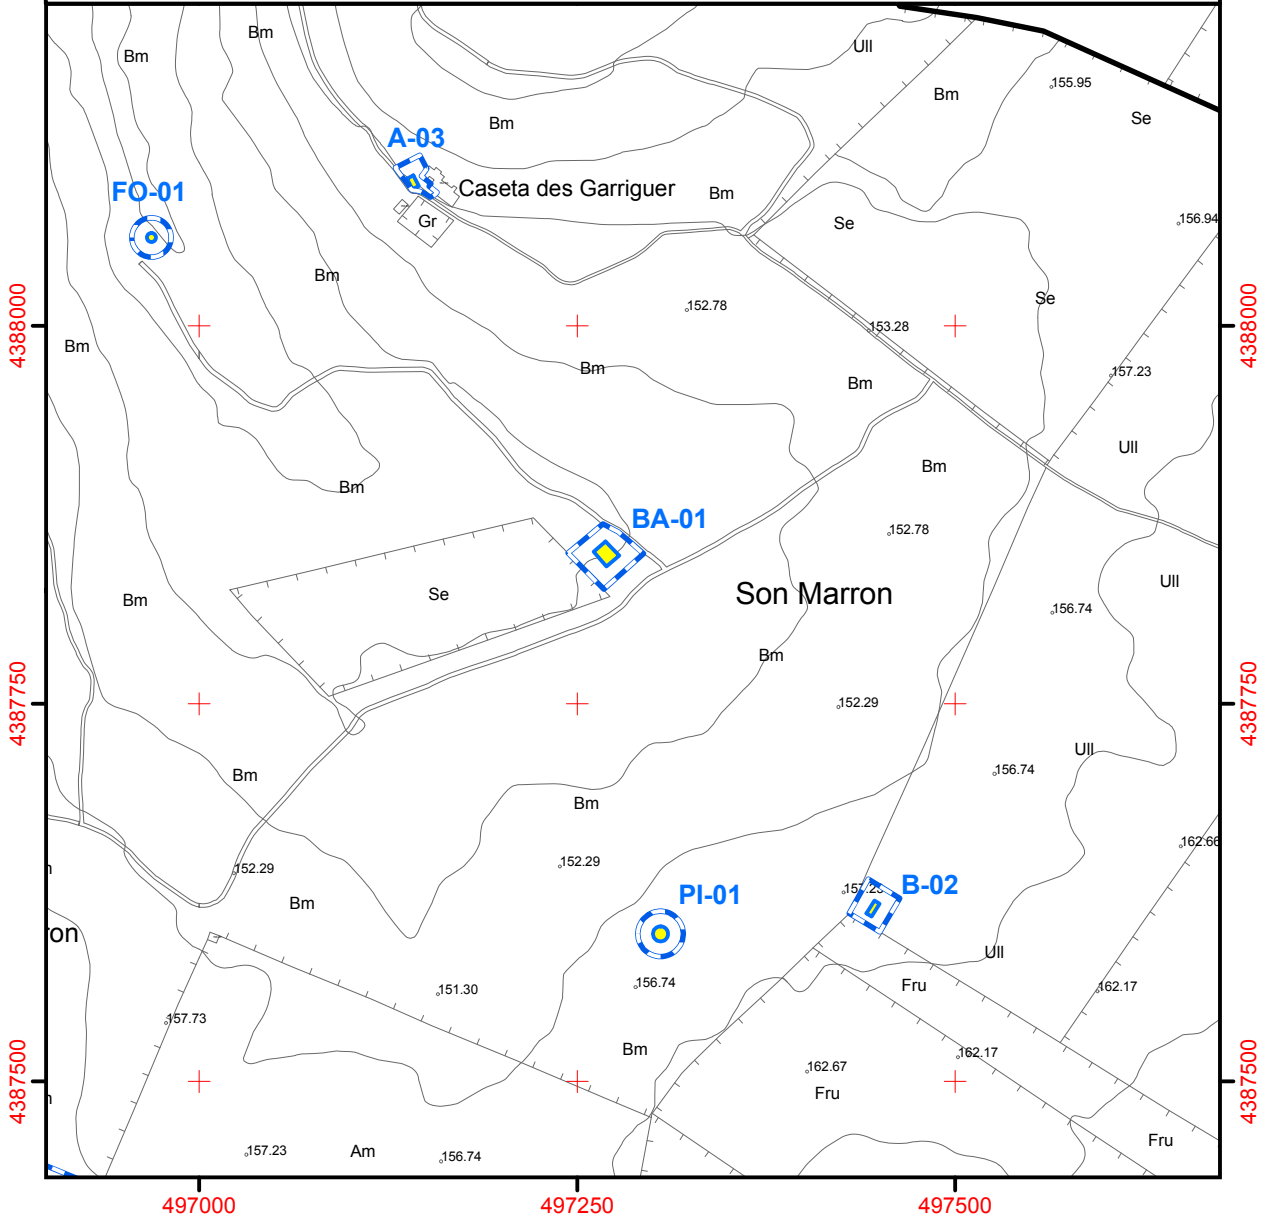 Bm
Ull
Bm
155.95
Bm
Se
Bm
A-03
FO-01
Caseta des Garriguer
Bm
156.94
Gr
Se
Bm
Se
152.78
153.28
4388000
4388000
Bm
Bm
157.23
Bm
Ull
Bm
Bm
BA-01
152.78
Ull
Son Marron
Se
Bm
156.74
Bm
4387750
4387750
152.29
Ull
156.74
Bm
Bm
162.66
152.29
152.29
157.23
B-02
PI-01
Bm
ron
Ull
156.74
Fru
162.17
151.30
157.73
Bm
162.17
162.67
Fru
4387500
4387500
Fru
157.23
Am
156.74
497000
497250
497500